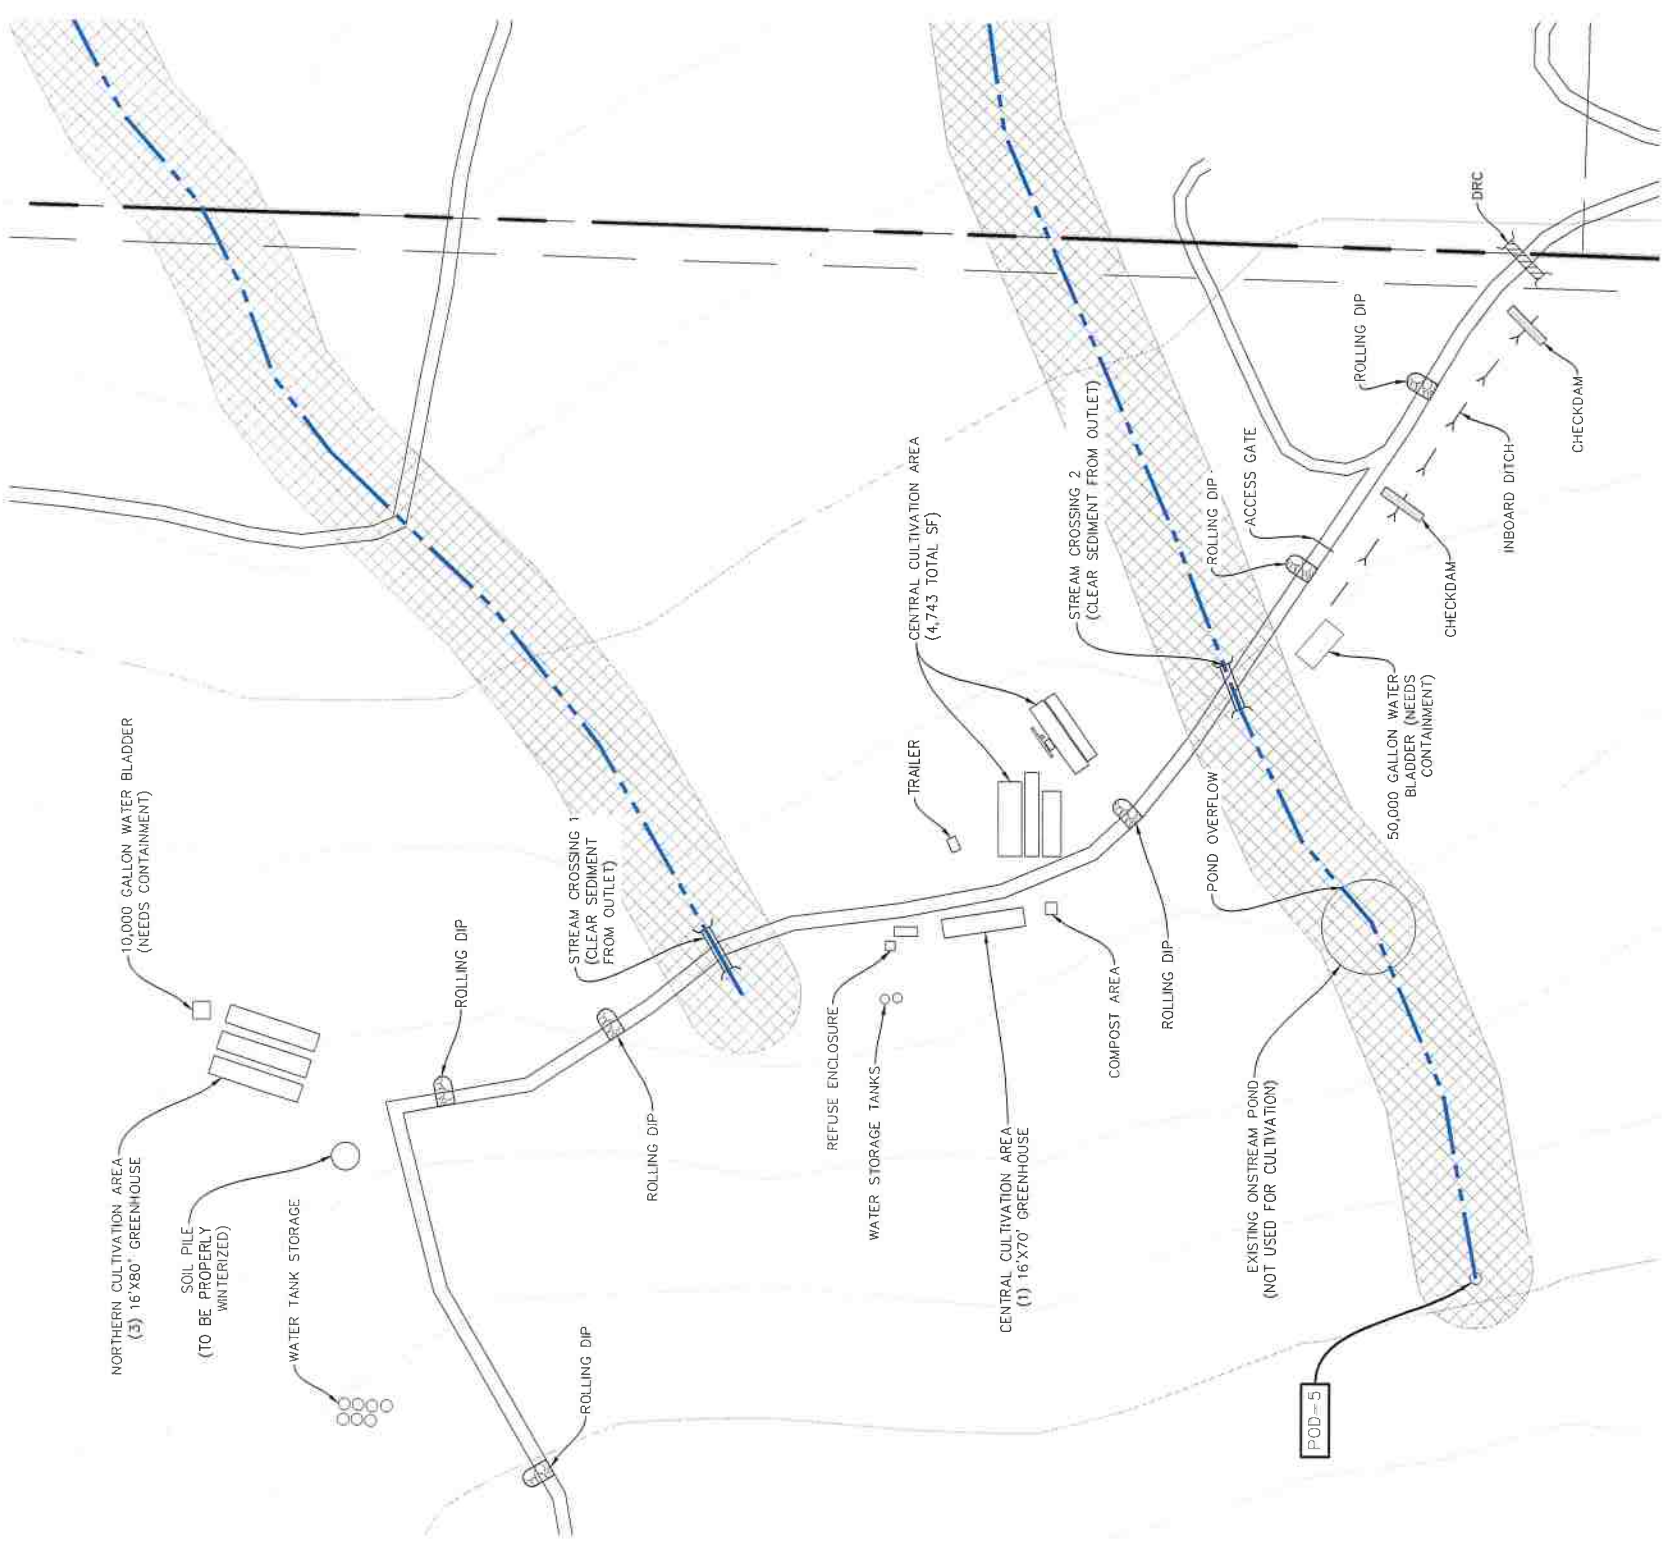 NORTHERN CULTIVATION AREA
(3) 16'X80' GREENHOUSE
10,000 GALLON WATER BLADDER
(NEEDS CONTAINMENT)
SOIL PILE
(TO BE PROPERLY
WINTERIZED)
WATER TANK STORAGE
ROLLING DIP
ROLLING DIP
ROLLING DIP
STREAM CROSSING 1
(CLEAR SEDIMENT
FROM OUTLET)
REFUSE ENCLOSURE
WATER STORAGE TANKS
TRAILER
CENTRAL CULTIVATION AREA
(4,743 TOTAL SF)
CENTRAL CULTIVATION AREA
(1) 16'X70' GREENHOUSE
COMPOST AREA
ROLLING DIP
STREAM CROSSING 2
(CLEAR SEDIMENT FROM OUTLET)
ROLLING DIP
ACCESS GATE
POND OVERFLOW
EXISTING ONSTREAM POND
(NOT USED FOR CULTIVATION)
POD-5
50,000 GALLON WATER
BLADDER (NEEDS
CONTAINMENT)
ROLLING DIP
CHECKDAM
INBOARD DITCH
CHECKDAM
DRC